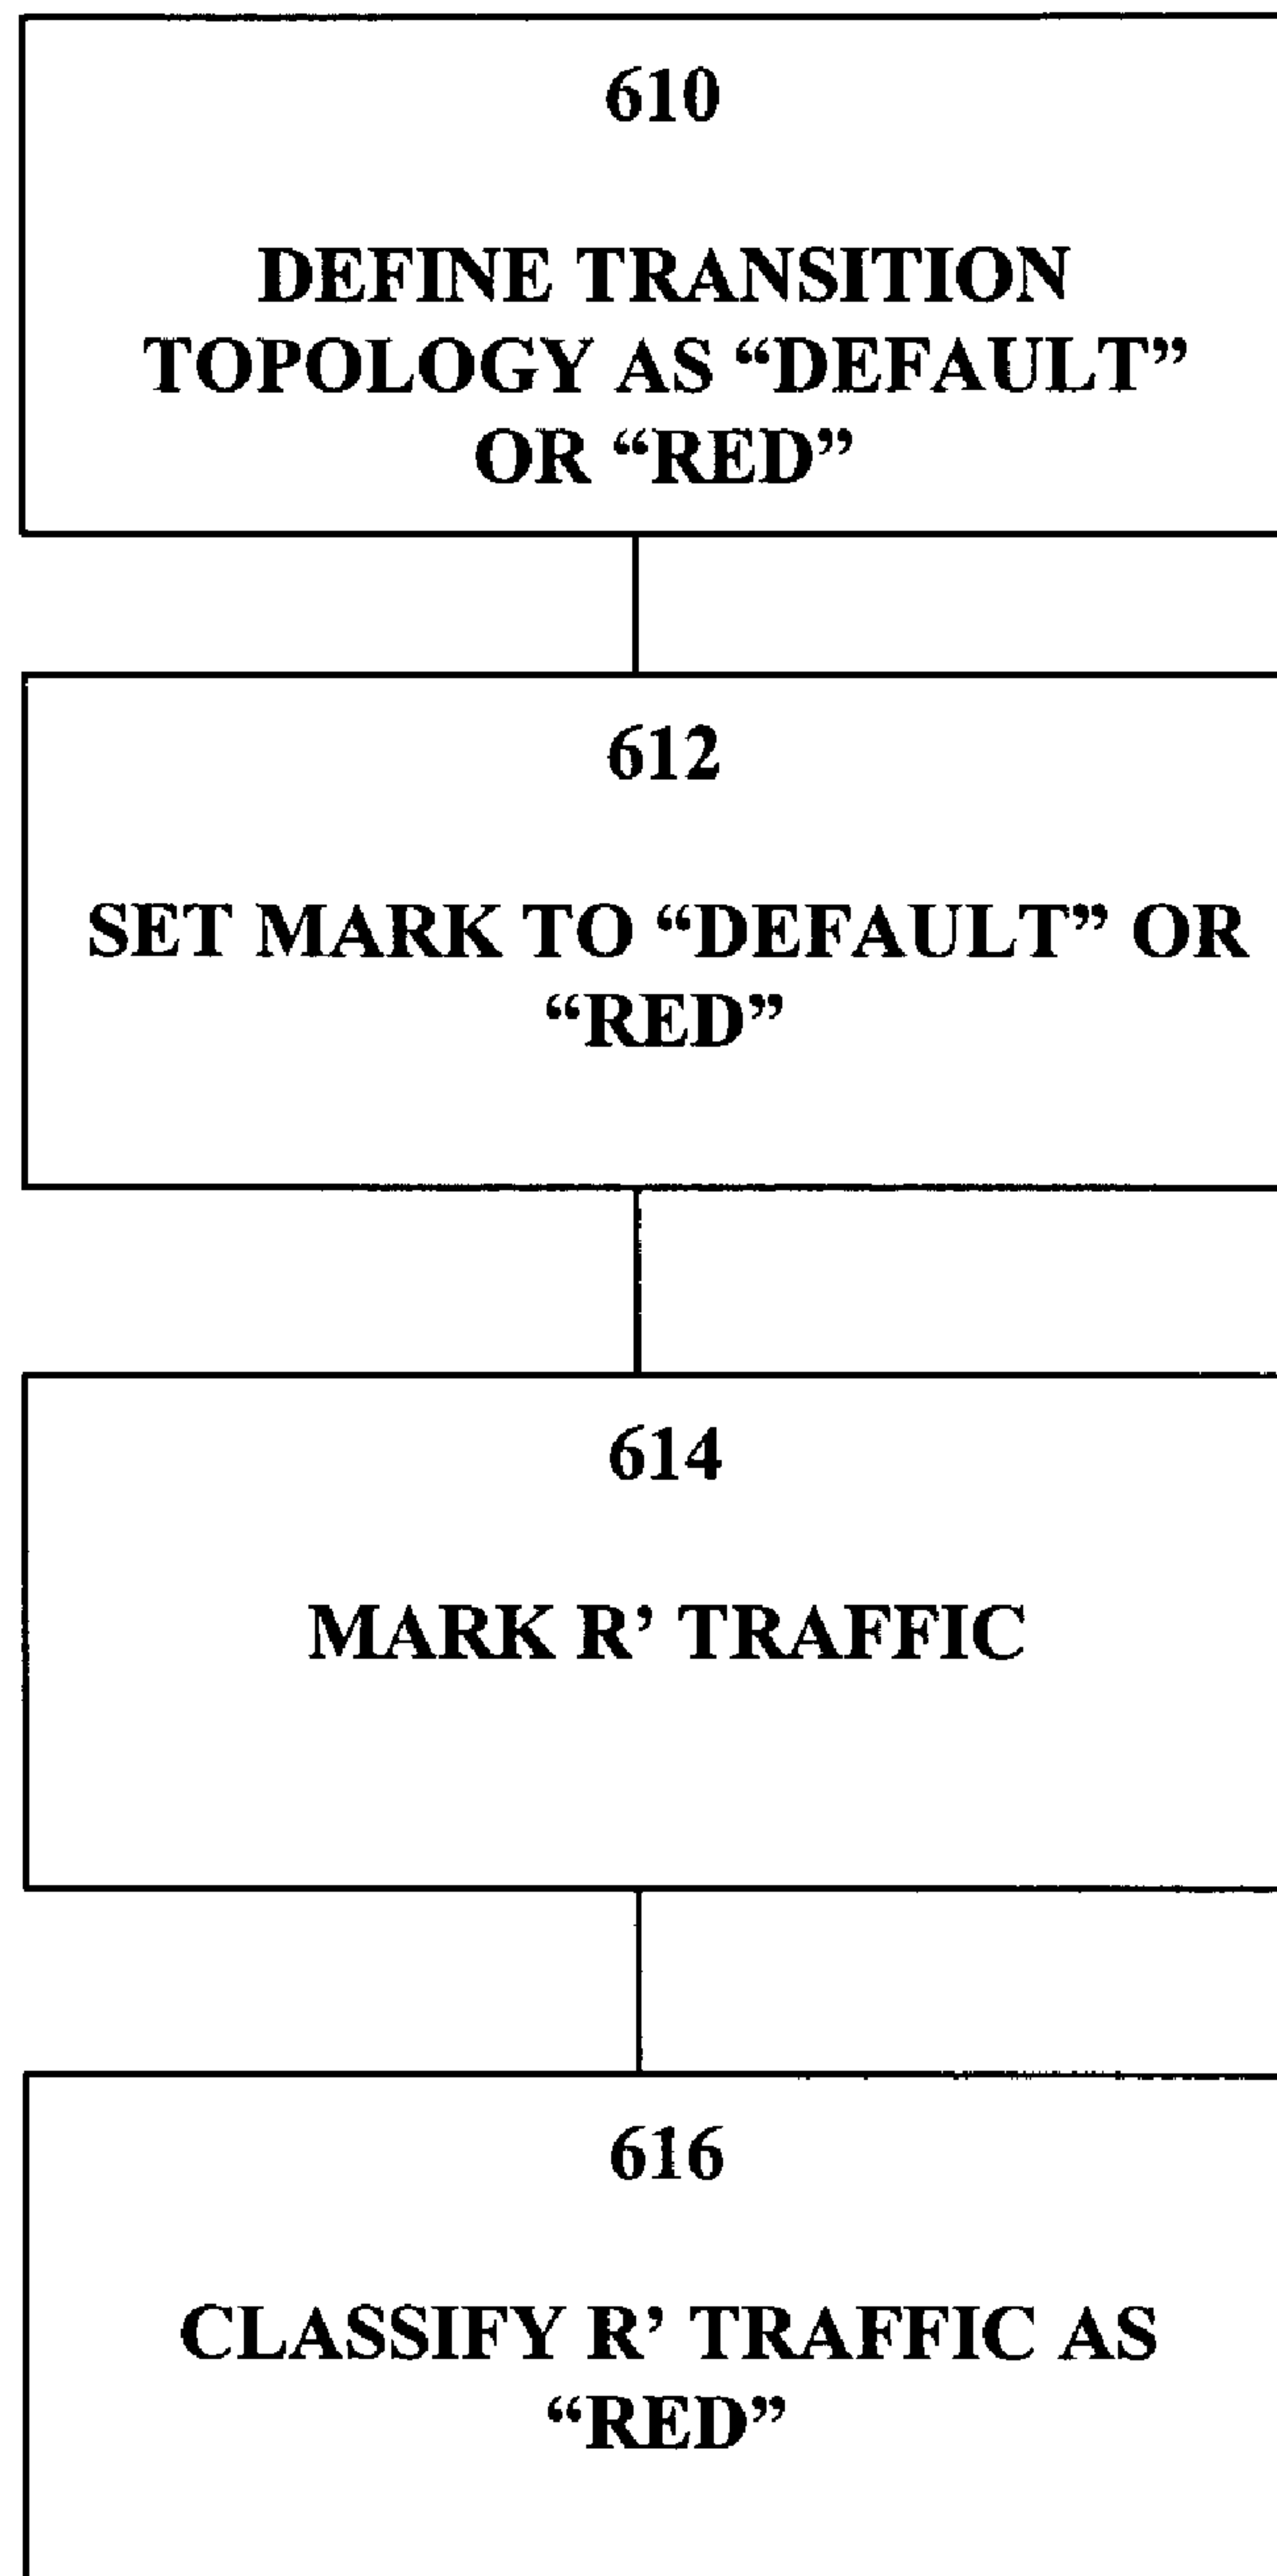 610
DEFINE TRANSITION
TOPOLOGY AS “DEFAULT”
OR “RED”
612
SET MARK TO “DEFAULT” OR
“RED”
614
MARK R’ TRAFFIC
616
CLASSIFY R’ TRAFFIC AS
“RED”